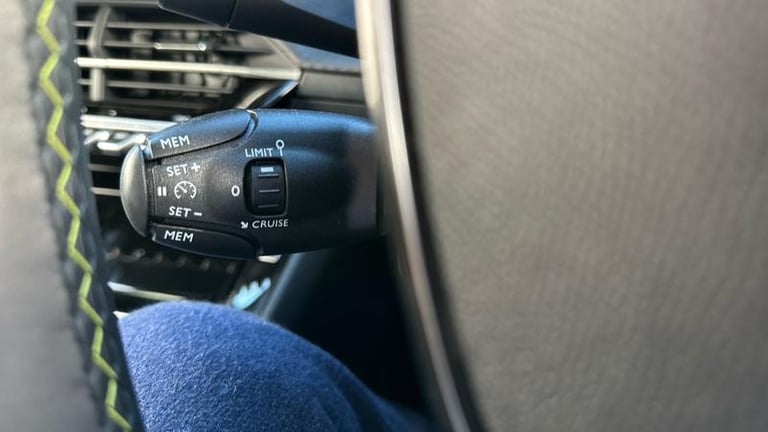 MEM
LIMIT
SET +
0
SET -
CRUISE
MEM